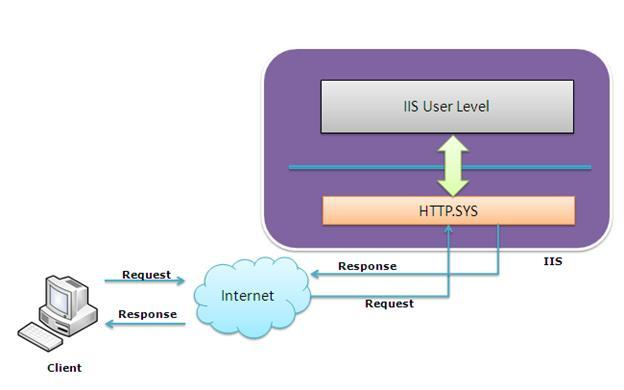 IIS User Level
HTTP.SYS
IIS
Response
Request
Request
Internet
Response
Client